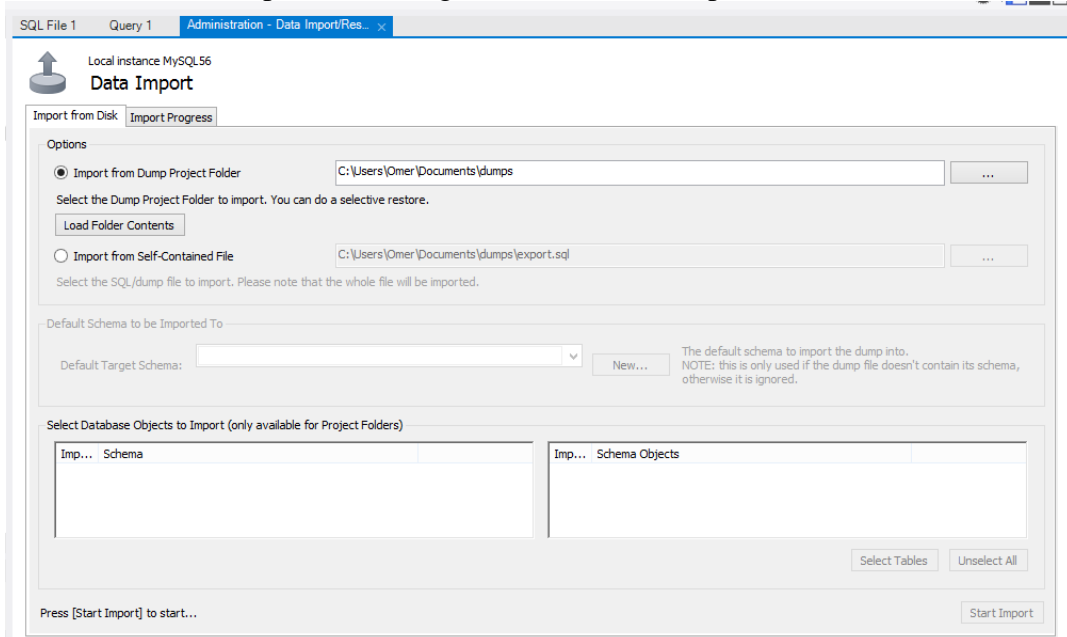 SQL File 1 Query 1 Administration - Data Import/Res...
Local instance MySQL56
Data Import
Import from Disk Import Progress
Options
Import from Dump Project Folder C:\Users\Omer\Documents\dumps ...
Select the Dump Project Folder to import. You can do a selective restore.
Load Folder Contents
Import from Self-Contained File C:\Users\Omer\Documents\dumps\export.sql ...
Select the SQL/dump file to import. Please note that the whole file will be imported.
Default Schema to be Imported To
Default Target Schema: New...
The default schema to import the dump into.
NOTE: this is only used if the dump file doesn't contain its schema,
otherwise it is ignored.
Select Database Objects to Import (only available for Project Folders)
Imp... Schema Imp... Schema Objects
Select Tables Unselect All
Press [Start Import] to start... Start Import